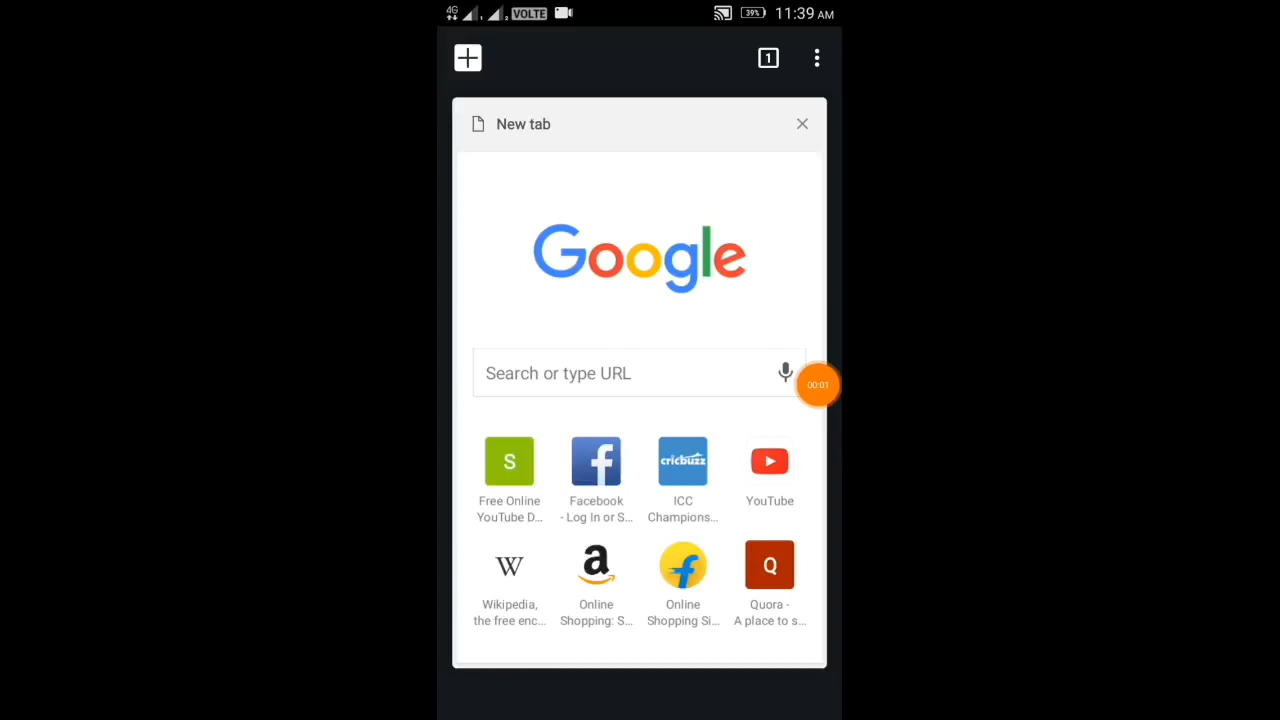 4G 1 2 VOLTE 39% 11:39 AM
1
New tab
Google
Search or type URL
00:01
S cricbuzz
Free Online Facebook ICC YouTube
YouTube D... - Log In or S... Champions...
W a Q
Wikipedia, Online Online Quora -
the free enc... Shopping: S... Shopping Si... A place to s...